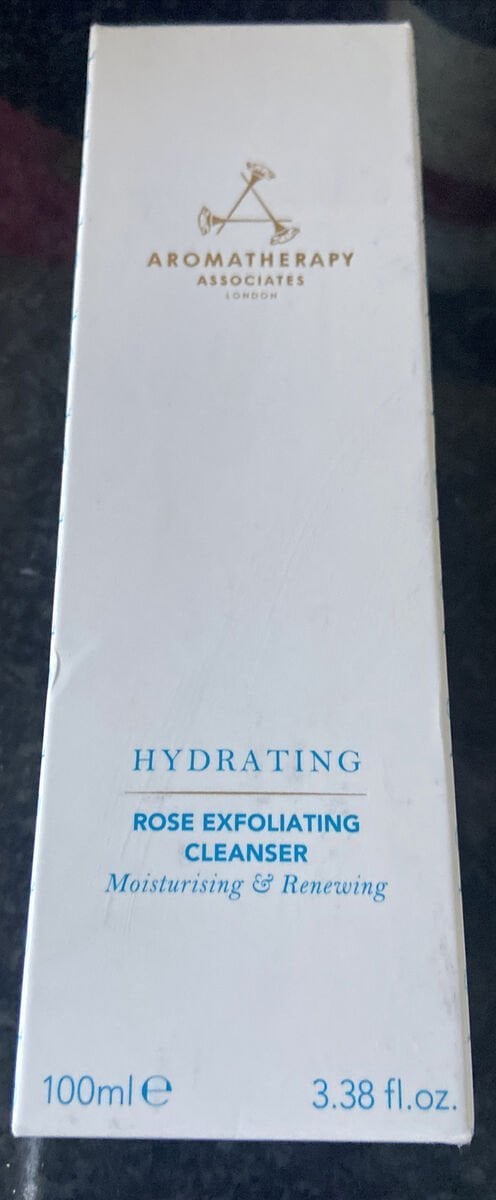 AROMATHERAPY
ASSOCIATES
LONDON
HYDRATING
ROSE EXFOLIATING
CLEANSER
Moisturising & Renewing
100ml ℮ 3.38 fl.oz.